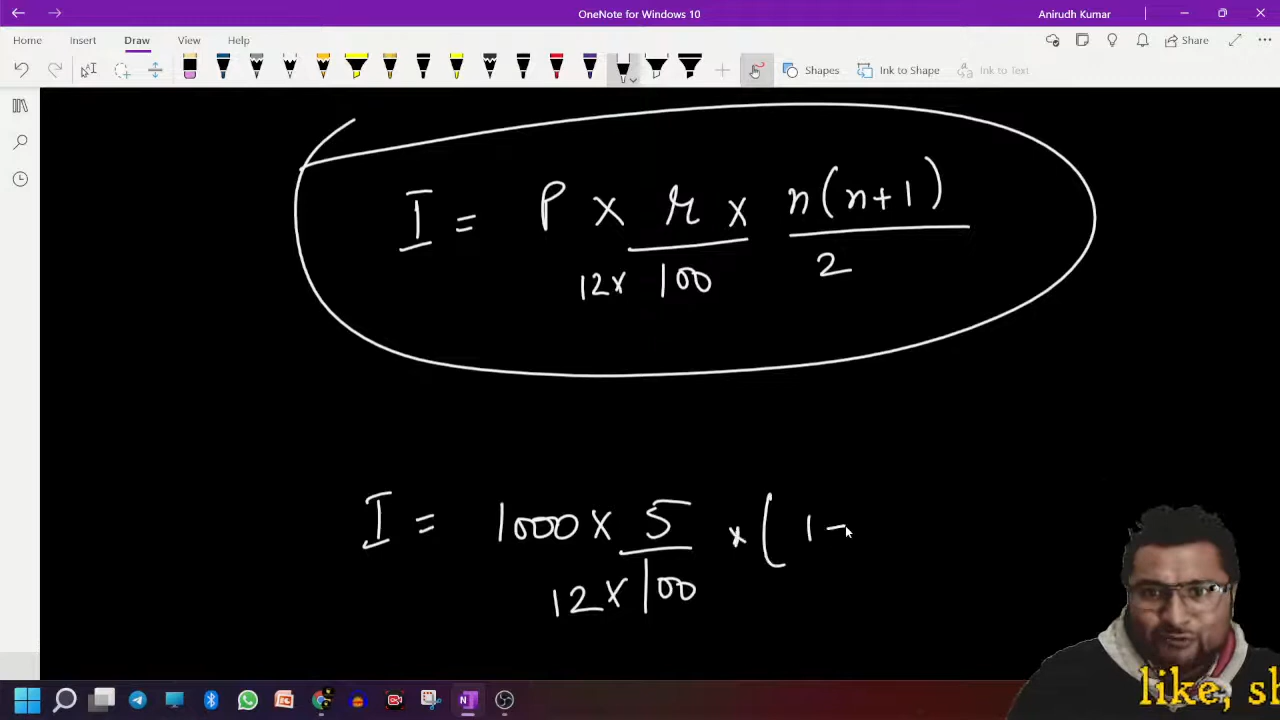 OneNote for Windows 10
Anirudh Kumar
Home Insert Draw View Help
Share
Shapes
Ink to Shape
Ink to Text
I = P × r × n(n+1)
12× 100 2
I = 1000 × 5 × ( 1
12 × 100
like, sh